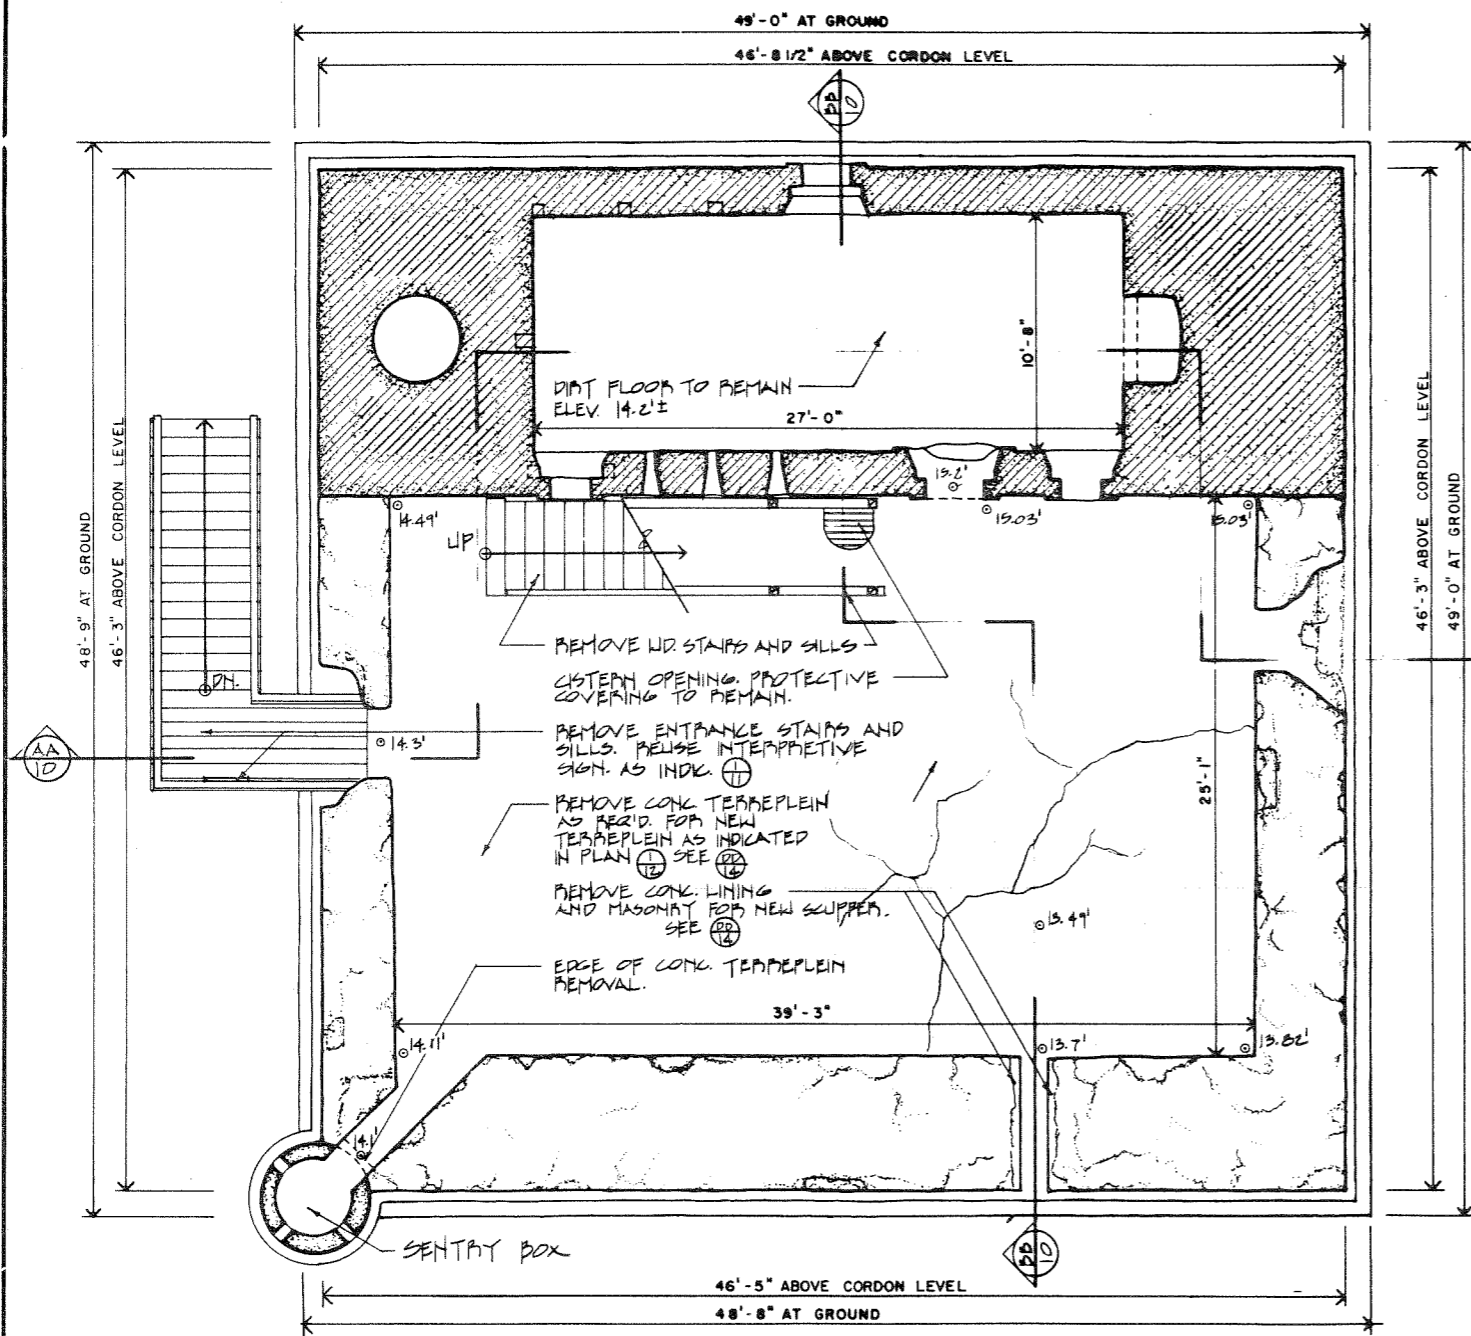 49'-0" AT GROUND
46'-8 1/2" ABOVE CORDON LEVEL
BB
10
48'-9" AT GROUND
46'-3" ABOVE CORDON LEVEL
46'-3" ABOVE CORDON LEVEL
49'-0" AT GROUND
10'-8"
DIRT FLOOR TO REMAIN
ELEV. 14.2'±
27'-0"
15.2'
14.49'
15.03'
15.03'
UP
DN.
REMOVE WD. STAIRS AND SILLS
CISTERN OPENING. PROTECTIVE
COVERING TO REMAIN.
REMOVE ENTRANCE STAIRS AND
SILLS. REUSE INTERPRETIVE
SIGN. AS INDIC. 1/11
14.3'
AA
10
REMOVE CONC. TERREPLEIN
AS REQ'D. FOR NEW
TERREPLEIN AS INDICATED
IN PLAN 1/12 SEE DD/14
REMOVE CONC. LINING
AND MASONRY FOR NEW SCUPPER.
SEE DD/14
25'-1"
13.49'
EDGE OF CONC. TERREPLEIN
REMOVAL.
39'-3"
14.11'
13.7'
13.82'
14.1'
SENTRY BOX
BB
10
46'-5" ABOVE CORDON LEVEL
48'-8" AT GROUND